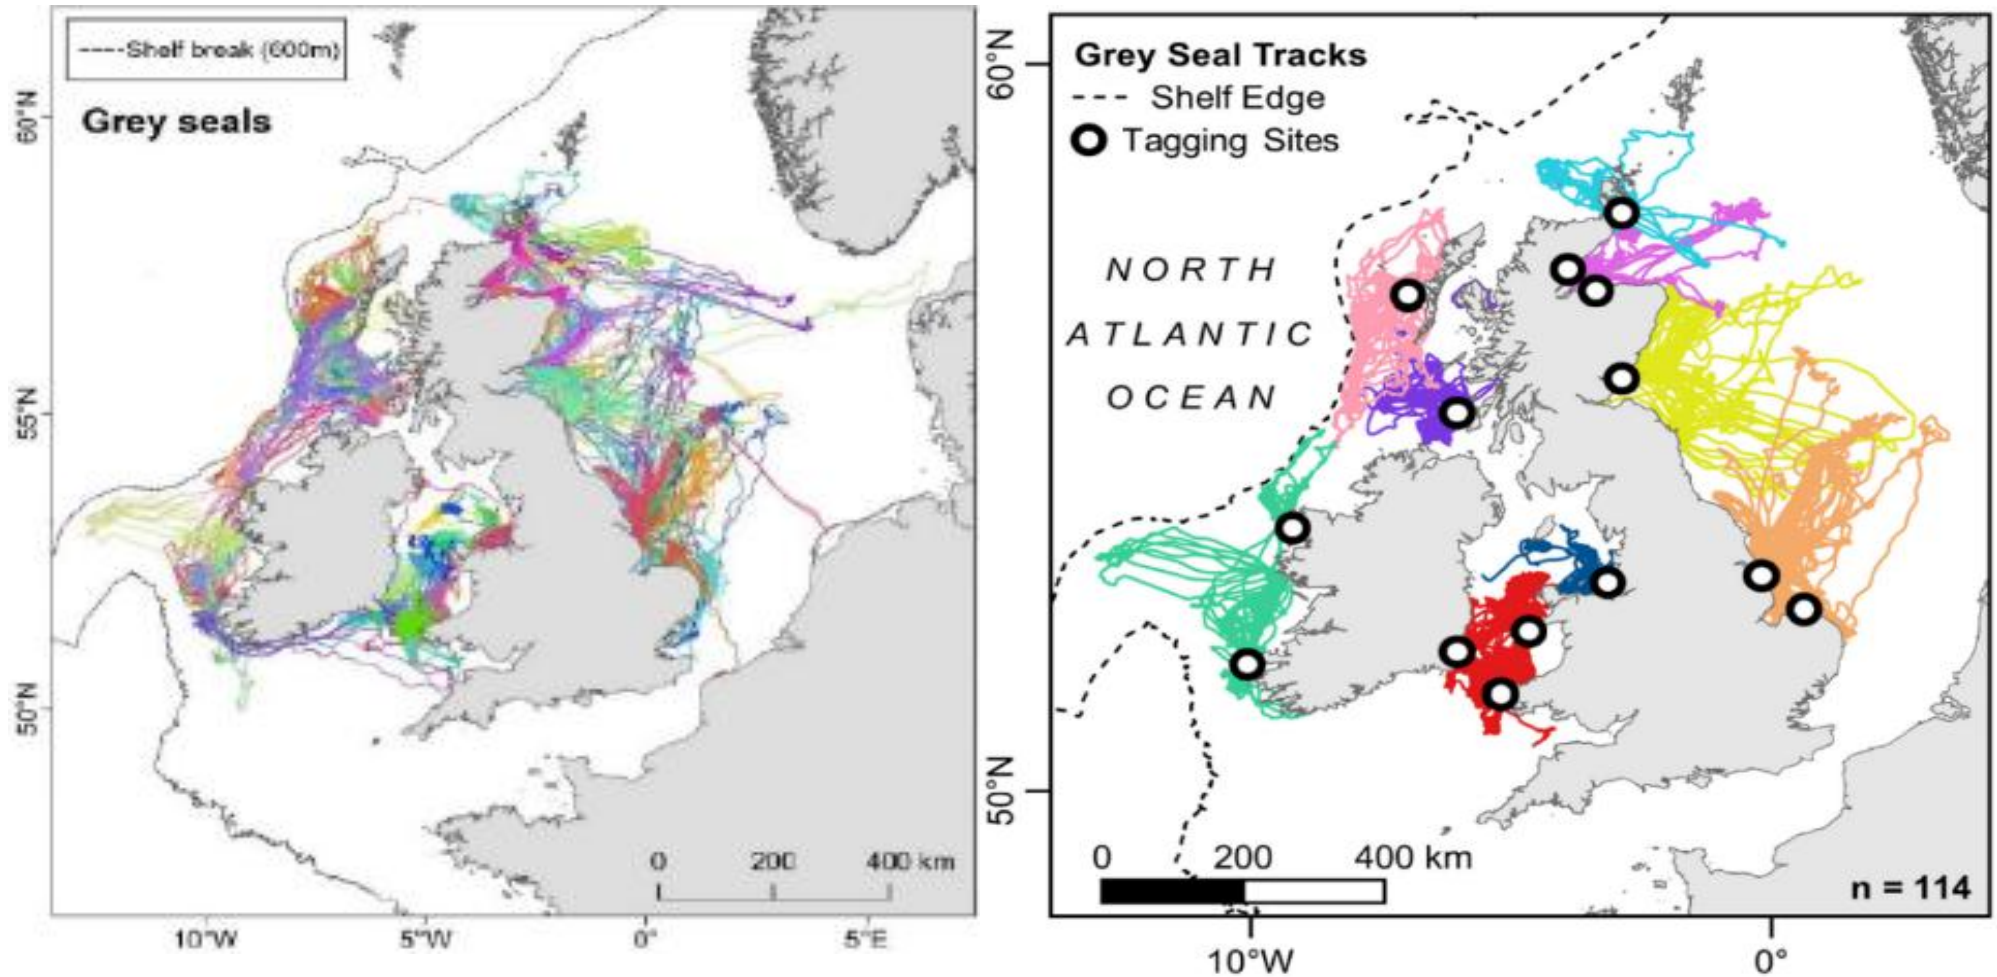 ----Shelf break (600m)
Grey seals
60°N
55°N
50°N
0 200 400 km
10°W 5°W 0° 5°E
Grey Seal Tracks
--- Shelf Edge
Tagging Sites
60°N
NORTH
ATLANTIC
OCEAN
50°N
0 200 400 km
n = 114
10°W 0°